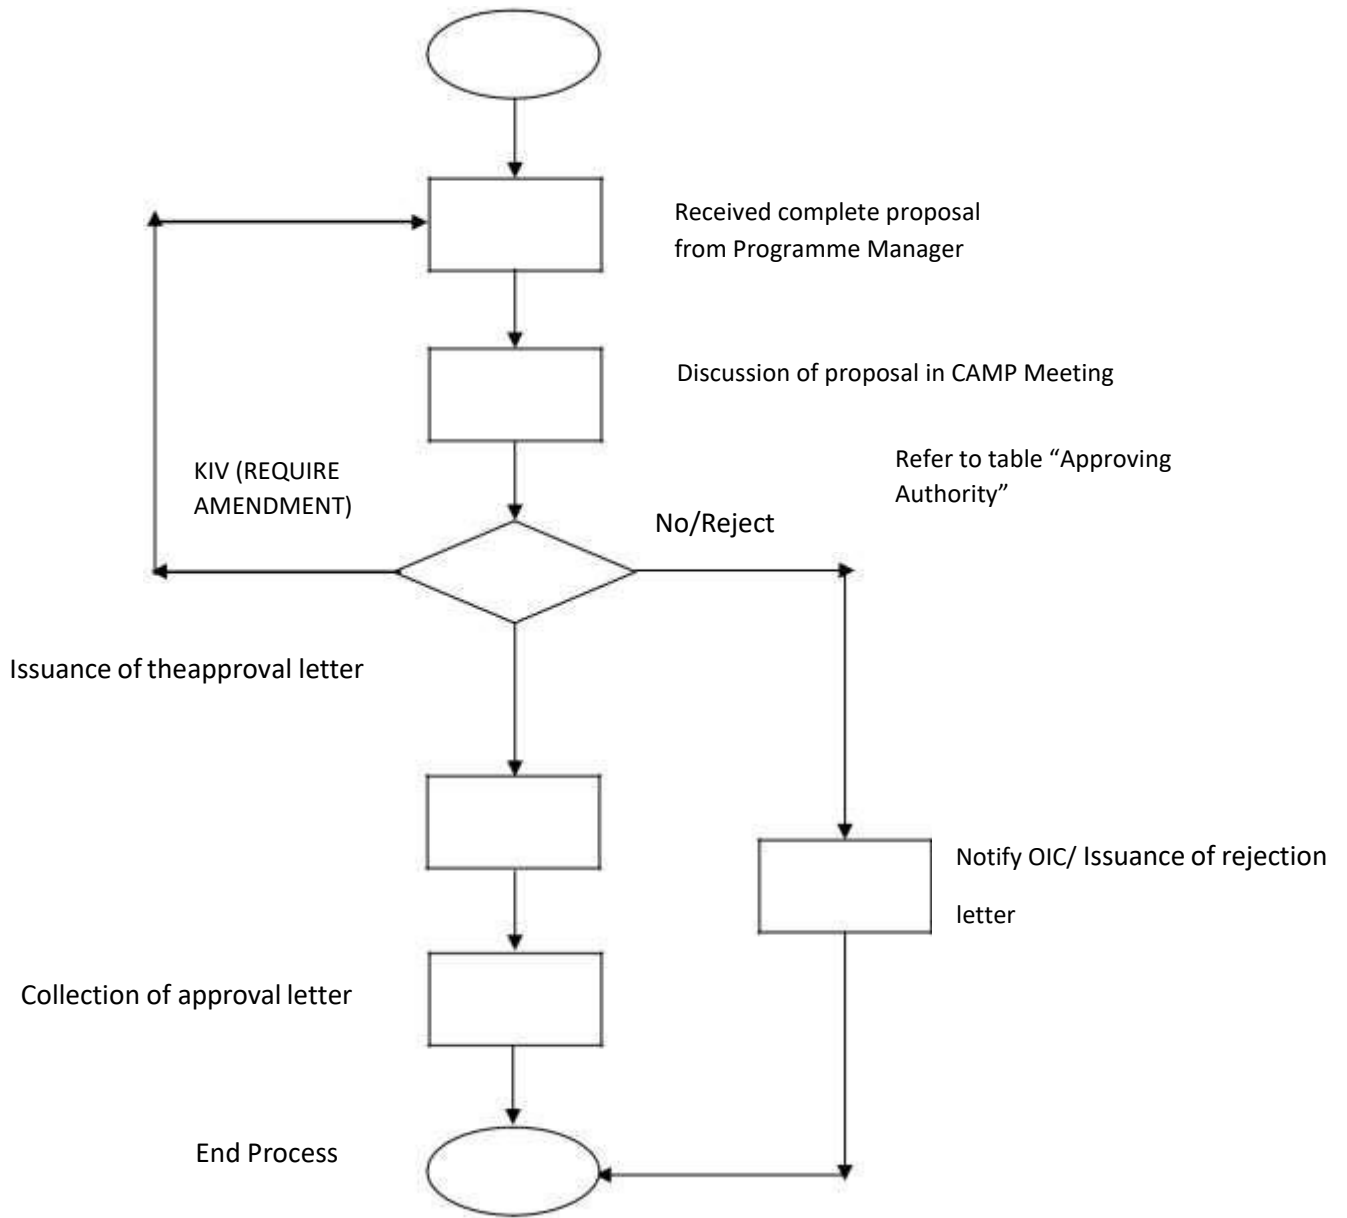 Received complete proposal
from Programme Manager
Discussion of proposal in CAMP Meeting
KIV (REQUIRE
AMENDMENT)
Refer to table “Approving
Authority”
No/Reject
Issuance of theapproval letter
Notify OIC/ Issuance of rejection
letter
Collection of approval letter
End Process